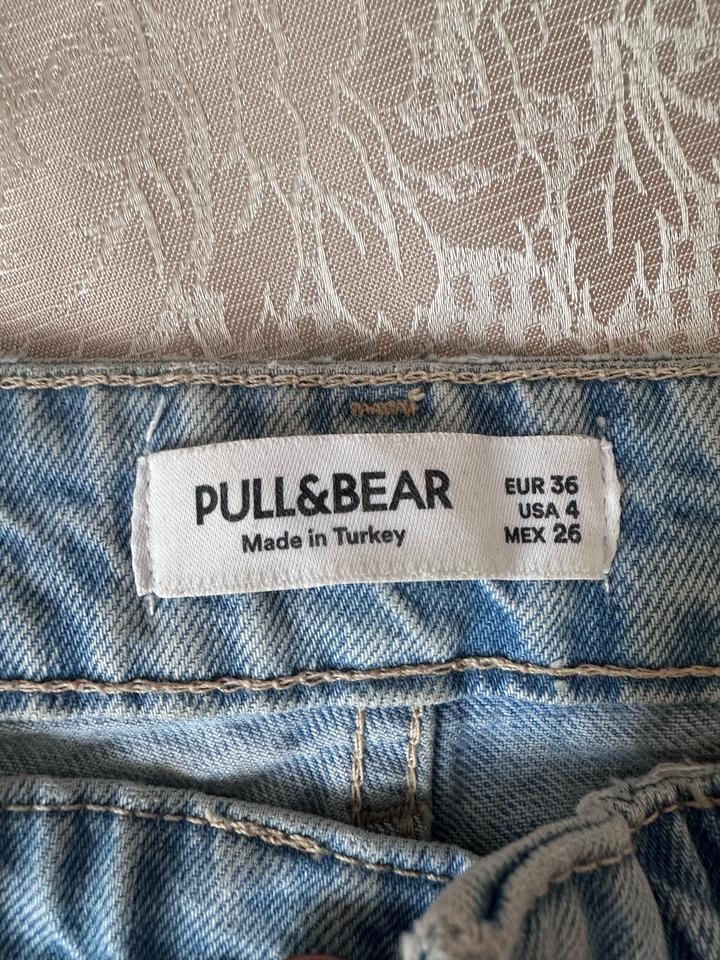 PULL&BEAR
Made in Turkey
EUR 36
USA 4
MEX 26